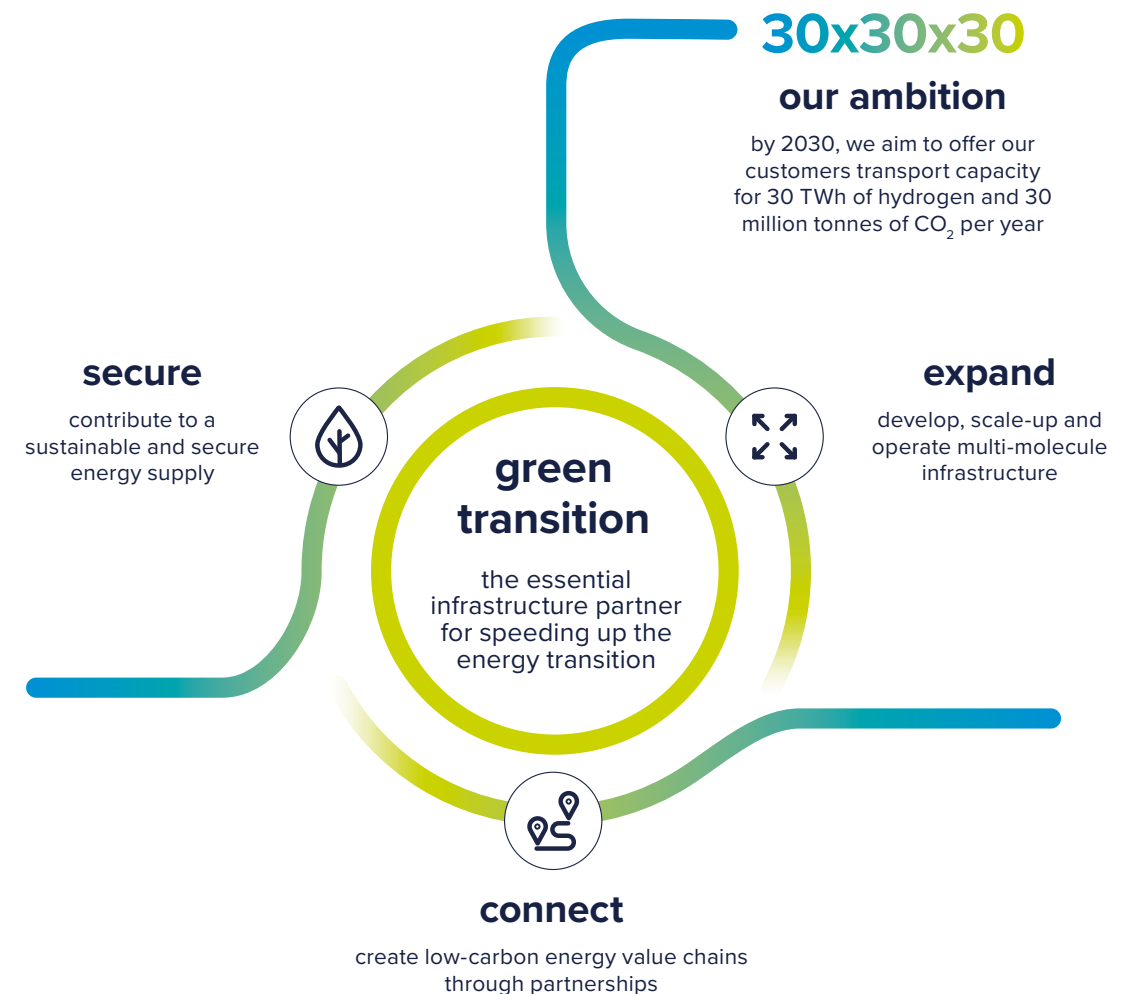 30x30x30
our ambition
by 2030, we aim to offer our
customers transport capacity
for 30 TWh of hydrogen and 30
million tonnes of CO₂ per year
secure
contribute to a
sustainable and secure
energy supply
expand
develop, scale-up and
operate multi-molecule
infrastructure
green
transition
the essential
infrastructure partner
for speeding up the
energy transition
connect
create low-carbon energy value chains
through partnerships